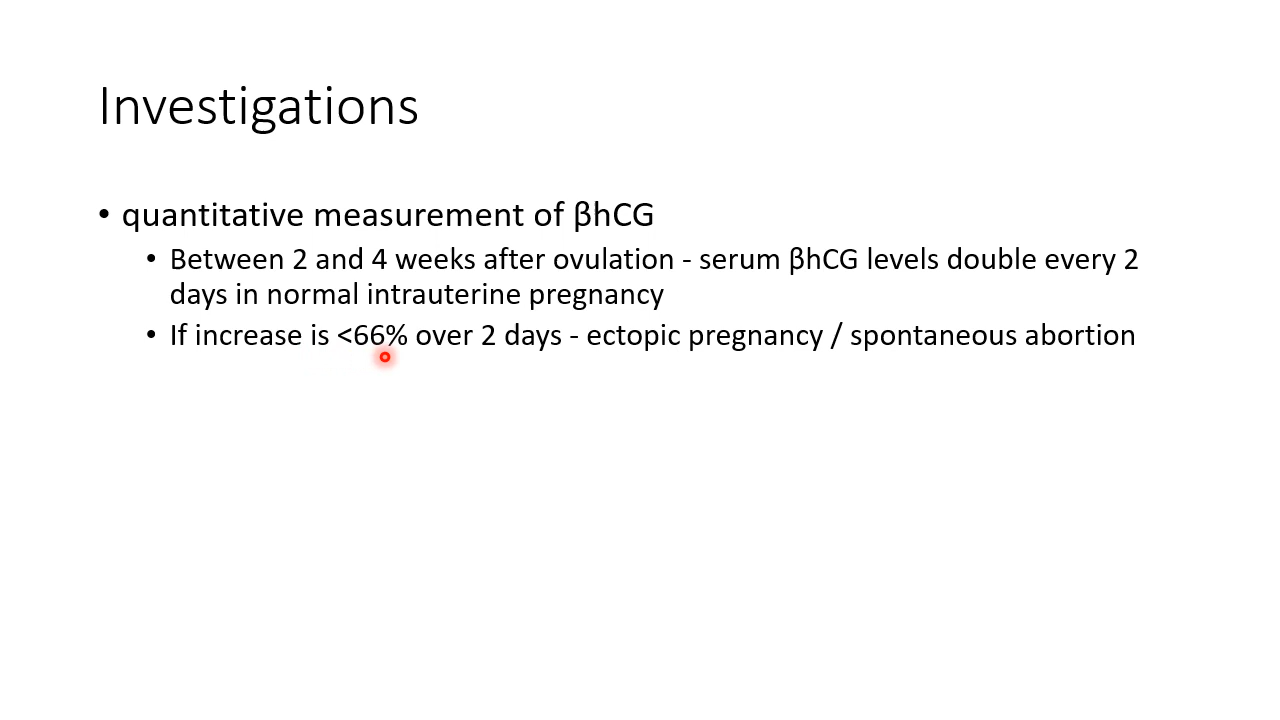 Investigations
• quantitative measurement of βhCG
• Between 2 and 4 weeks after ovulation - serum βhCG levels double every 2
days in normal intrauterine pregnancy
• If increase is <66% over 2 days - ectopic pregnancy / spontaneous abortion